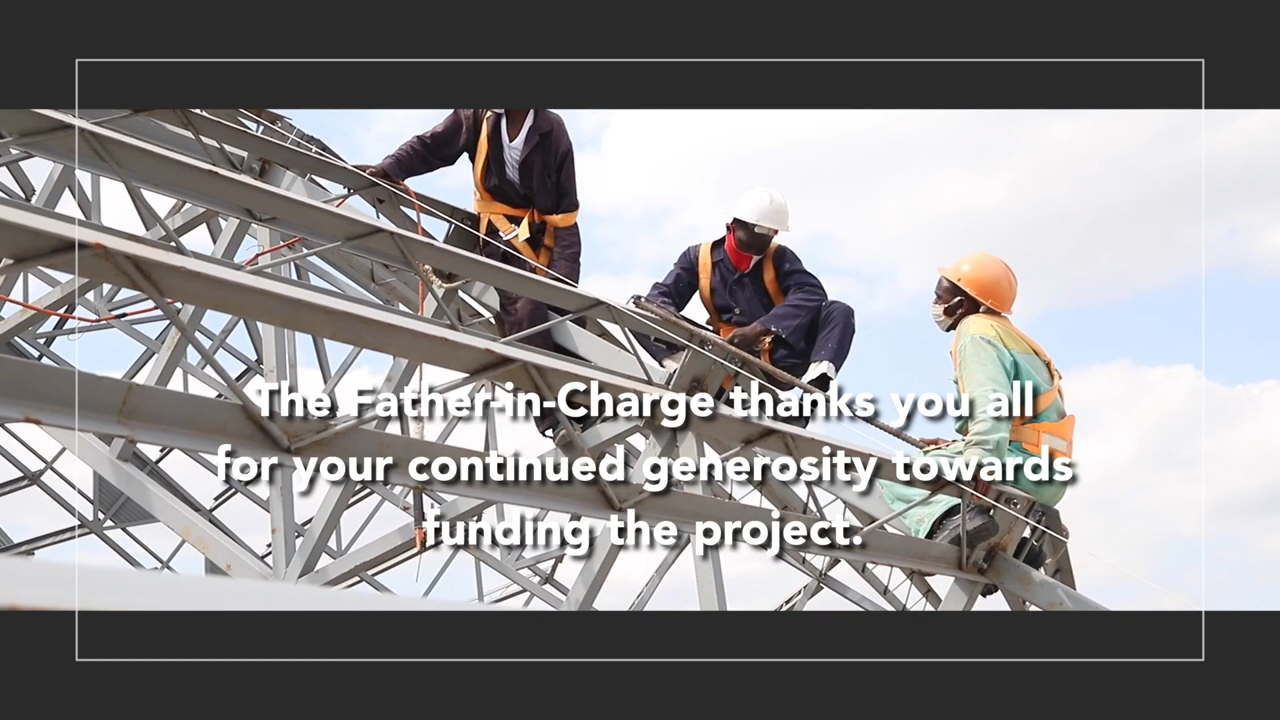 The Father-in-Charge thanks you all
for your continued generosity towards
funding the project.